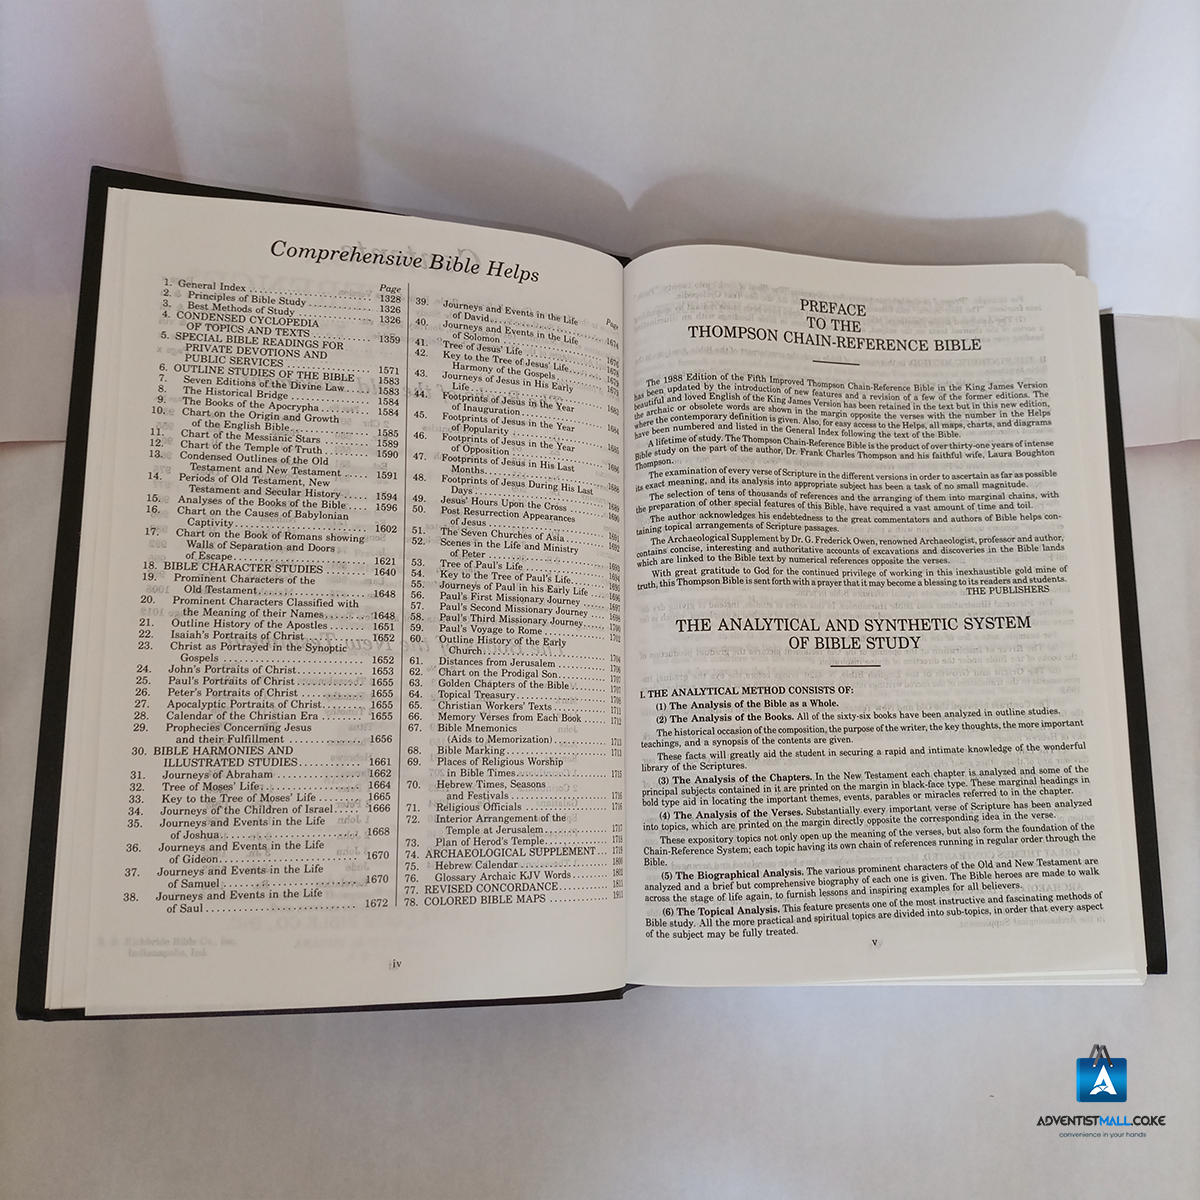 Comprehensive Bible Helps
Page
1. General Index 1328
2. Principles of Bible Study 1326
3. Best Methods of Study 1326
4. CONDENSED CYCLOPEDIA
OF TOPICS AND TEXTS 1359
5. SPECIAL BIBLE READINGS FOR
PRIVATE DEVOTIONS AND
PUBLIC SERVICES 1571
6. OUTLINE STUDIES OF THE BIBLE 1583
7. Seven Editions of the Divine Law 1583
8. The Historical Bridge 1584
9. The Books of the Apocrypha 1584
10. Chart on the Origin and Growth
of the English Bible 1585
11. Chart of the Messianic Stars 1589
12. Chart of the Temple of Truth 1590
13. Condensed Outlines of the Old
Testament and New Testament 1591
14. Periods of Old Testament, New
Testament and Secular History 1594
15. Analyses of the Books of the Bible 1596
16. Chart on the Causes of Babylonian
Captivity 1602
17. Chart on the Book of Romans showing
Walls of Separation and Doors
of Escape 1621
18. BIBLE CHARACTER STUDIES 1640
19. Prominent Characters of the
Old Testament 1648
20. Prominent Characters Classified with
the Meaning of their Names 1648
21. Outline History of the Apostles 1651
22. Isaiah's Portraits of Christ 1652
23. Christ as Portrayed in the Synoptic
Gospels 1652
24. John's Portraits of Christ 1653
25. Paul's Portraits of Christ 1655
26. Peter's Portraits of Christ 1655
27. Apocalyptic Portraits of Christ 1655
28. Calendar of the Christian Era 1655
29. Prophecies Concerning Jesus
and their Fulfillment 1656
30. BIBLE HARMONIES AND
ILLUSTRATED STUDIES 1661
31. Journeys of Abraham 1662
32. Tree of Moses' Life 1664
33. Key to the Tree of Moses' Life 1665
34. Journeys of the Children of Israel 1666
35. Journeys and Events in the Life
of Joshua 1668
36. Journeys and Events in the Life
of Gideon 1670
37. Journeys and Events in the Life
of Samuel 1670
38. Journeys and Events in the Life
of Saul 1672
Page
39. Journeys and Events in the Life
of David 1674
40. Journeys and Events in the Life
of Solomon 1676
41. Tree of Jesus' Life 1678
42. Key to the Tree of Jesus' Life 1679
Harmony of the Gospels
43. Journeys of Jesus in His Early
Life
44. Footprints of Jesus in the Year
of Inauguration
45. Footprints of Jesus in the Year
of Popularity
46. Footprints of Jesus in the Year
of Opposition
47. Footprints of Jesus in His Last
Months
48. Footprints of Jesus During His Last
Days
49. Jesus' Hours Upon the Cross
50. Post Resurrection Appearances
of Jesus
51. The Seven Churches of Asia
52. Scenes in the Life and Ministry
of Peter
53. Tree of Paul's Life
54. Key to the Tree of Paul's Life
55. Journeys of Paul in his Early Life
56. Paul's First Missionary Journey
57. Paul's Second Missionary Journey
58. Paul's Third Missionary Journey
59. Paul's Voyage to Rome
60. Outline History of the Early
Church 1704
61. Distances from Jerusalem 1706
62. Chart on the Prodigal Son 1707
63. Golden Chapters of the Bible 1707
64. Topical Treasury 1708
65. Christian Workers' Texts 1711
66. Memory Verses from Each Book 1712
67. Bible Mnemonics
(Aids to Memorization) 1713
68. Bible Marking 1713
69. Places of Religious Worship
in Bible Times 1715
70. Hebrew Times, Seasons
and Festivals 1716
71. Religious Officials 1716
72. Interior Arrangement of the
Temple at Jerusalem 1717
73. Plan of Herod's Temple 1718
74. ARCHAEOLOGICAL SUPPLEMENT 1718
75. Hebrew Calendar 1800
76. Glossary Archaic KJV Words 1802
77. REVISED CONCORDANCE 1811
78. COLORED BIBLE MAPS
iv
PREFACE
TO THE
THOMPSON CHAIN-REFERENCE BIBLE
The 1988 Edition of the Fifth Improved Thompson Chain-Reference Bible in the King James Version
has been updated by the introduction of new features and a revision of a few of the former editions. The
beautiful and loved English of the King James Version has been retained in the text but in this new edition,
the archaic or obsolete words are shown in the margin opposite the verses with the number in the Helps
where the contemporary definition is given. Also, for easy access to the Helps, all maps, charts, and diagrams
have been numbered and listed in the General Index following the text of the Bible.
A lifetime of study. The Thompson Chain-Reference Bible is the product of over thirty-one years of intense
Bible study on the part of the author, Dr. Frank Charles Thompson and his faithful wife, Laura Boughton
Thompson.
The examination of every verse of Scripture in the different versions in order to ascertain as far as possible
its exact meaning, and its analysis into appropriate subject has been a task of no small magnitude.
The selection of tens of thousands of references and the arranging of them into marginal chains, with
the preparation of other special features of this Bible, have required a vast amount of time and toil.
The author acknowledges his endebtedness to the great commentators and authors of Bible helps con-
taining topical arrangements of Scripture passages.
The Archaeological Supplement by Dr. G. Frederick Owen, renowned Archaeologist, professor and author,
contains concise, interesting and authoritative accounts of excavations and discoveries in the Bible lands
which are linked to the Bible text by numerical references opposite the verses.
With great gratitude to God for the continued privilege of working in this inexhaustible gold mine of
truth, this Thompson Bible is sent forth with a prayer that it may become a blessing to its readers and students.
THE PUBLISHERS
THE ANALYTICAL AND SYNTHETIC SYSTEM
OF BIBLE STUDY
I. THE ANALYTICAL METHOD CONSISTS OF:
(1) The Analysis of the Bible as a Whole.
(2) The Analysis of the Books. All of the sixty-six books have been analyzed in outline studies.
The historical occasion of the composition, the purpose of the writer, the key thoughts, the more important
teachings, and a synopsis of the contents are given.
These facts will greatly aid the student in securing a rapid and intimate knowledge of the wonderful
library of the Scriptures.
(3) The Analysis of the Chapters. In the New Testament each chapter is analyzed and some of the
principal subjects contained in it are printed on the margin in black-face type. These marginal headings in
bold type aid in locating the important themes, events, parables or miracles referred to in the chapter.
(4) The Analysis of the Verses. Substantially every important verse of Scripture has been analyzed
into topics, which are printed on the margin directly opposite the corresponding idea in the verse.
These expository topics not only open up the meaning of the verses, but also form the foundation of the
Chain-Reference System; each topic having its own chain of references running in regular order through the
Bible.
(5) The Biographical Analysis. The various prominent characters of the Old and New Testament are
analyzed and a brief but comprehensive biography of each one is given. The Bible heroes are made to walk
across the stage of life again, to furnish lessons and inspiring examples for all believers.
(6) The Topical Analysis. This feature presents one of the most instructive and fascinating methods of
Bible study. All the more practical and spiritual topics are divided into sub-topics, in order that every aspect
of the subject may be fully treated.
v
ADVENTISTMALL.CO.KE
convenience in your hands